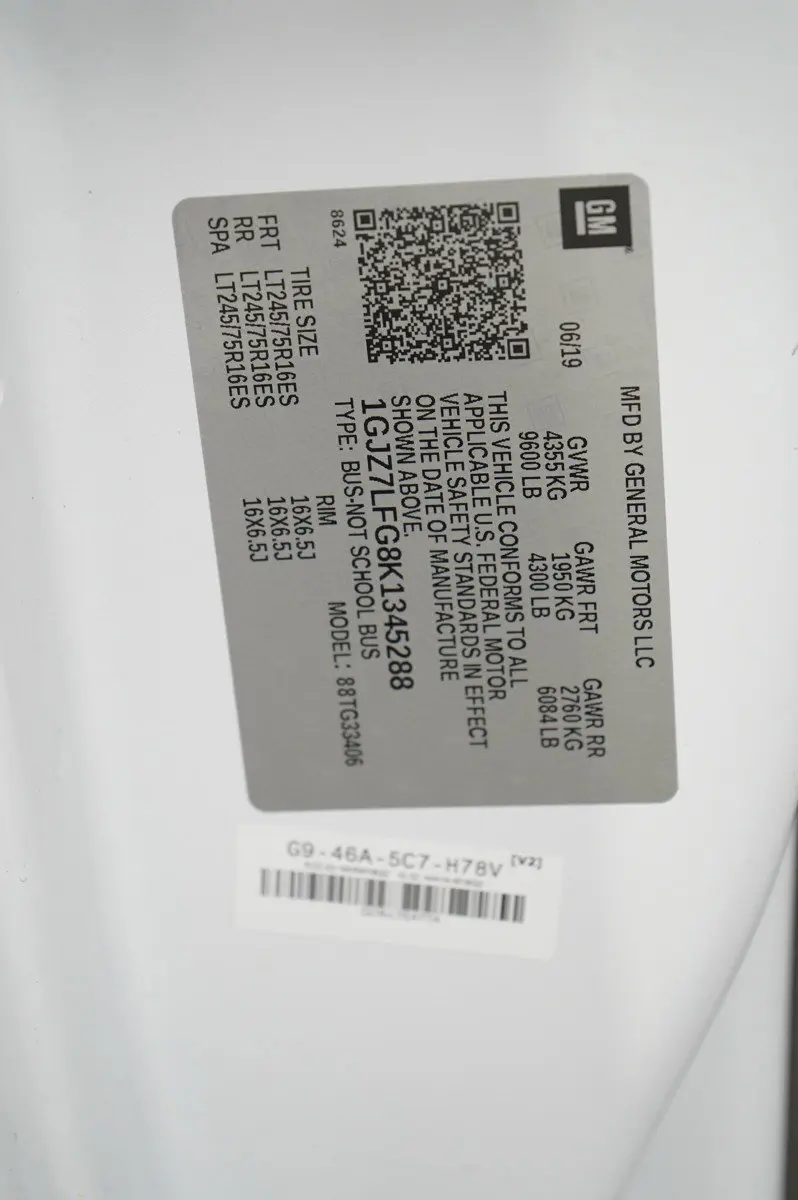 GM
MFD BY GENERAL MOTORS LLC
06/19
GVWR GAWR FRT GAWR RR
4355 KG 1950 KG 2760 KG
9600 LB 4300 LB 6084 LB
THIS VEHICLE CONFORMS TO ALL
APPLICABLE U.S. FEDERAL MOTOR
VEHICLE SAFETY STANDARDS IN EFFECT
ON THE DATE OF MANUFACTURE
SHOWN ABOVE.
1GJZ7LFG8K1345288
TYPE: BUS-NOT SCHOOL BUS
MODEL: 88TG33406
8624
TIRE SIZE RIM
FRT LT245/75R16ES 16X6.5J
RR LT245/75R16ES 16X6.5J
SPA LT245/75R16ES 16X6.5J
G9-46A-5C7-H78V [V2]